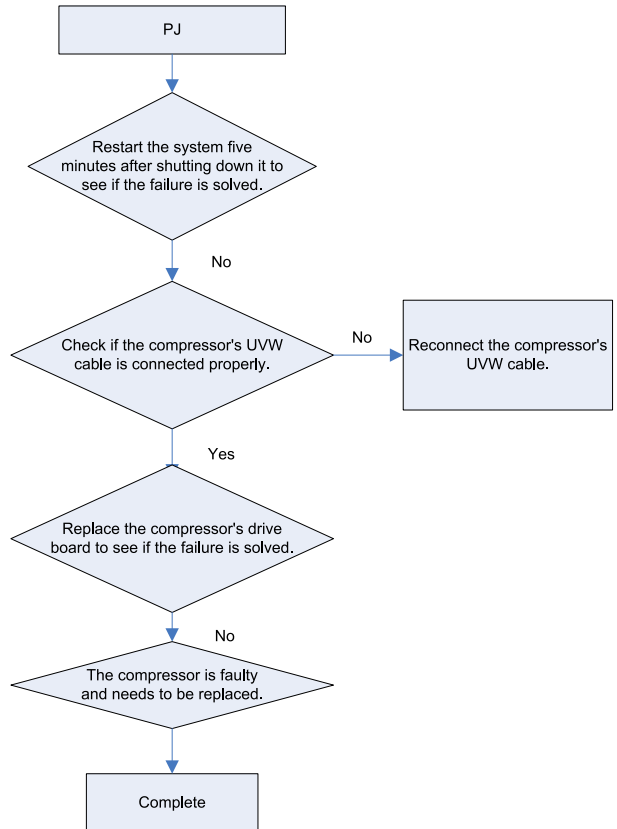 PJ
Restart the system five
minutes after shutting down it to
see if the failure is solved.
No
Check if the compressor's UVW
cable is connected properly.
No
Reconnect the compressor's
UVW cable.
Yes
Replace the compressor's drive
board to see if the failure is solved.
No
The compressor is faulty
and needs to be replaced.
Complete